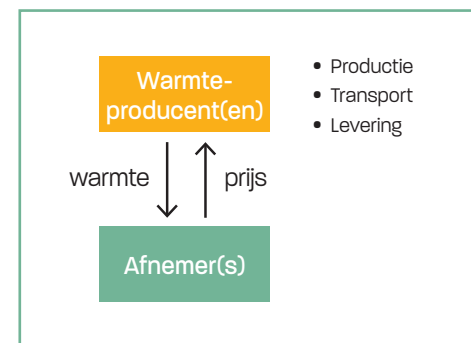 Warmte-
producent(en)
• Productie
• Transport
• Levering
warmte
prijs
Afnemer(s)